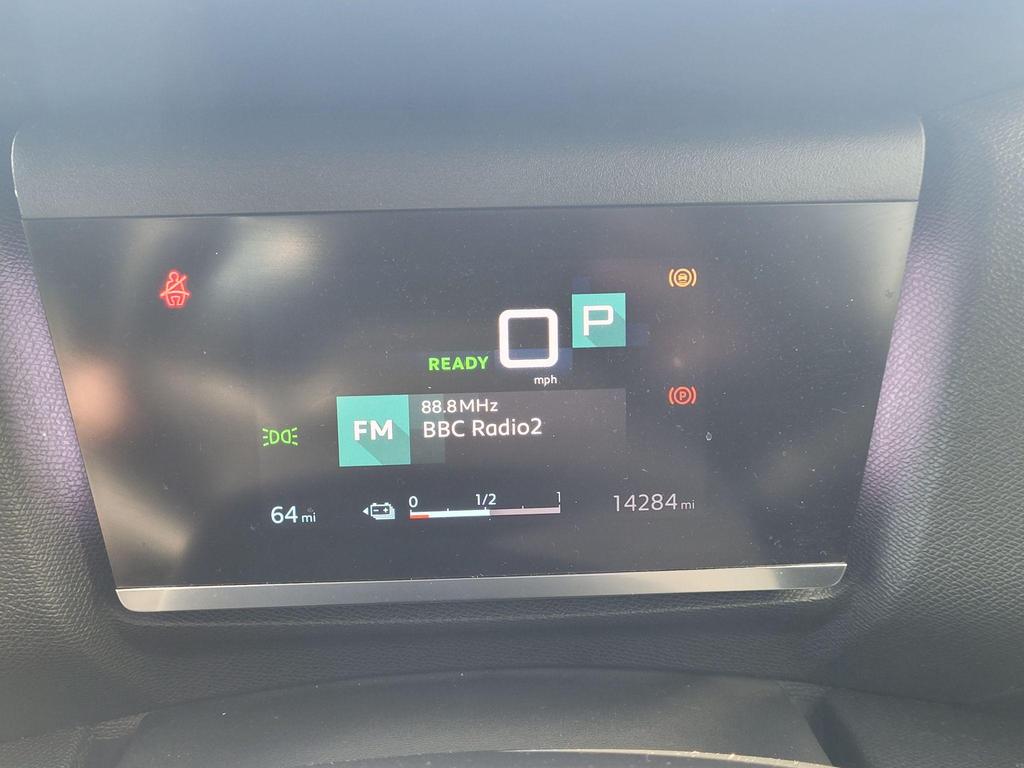 P
0
READY
mph
88.8MHz
FM
BBC Radio2
0 1/2 1
64 mi
14284 mi
P